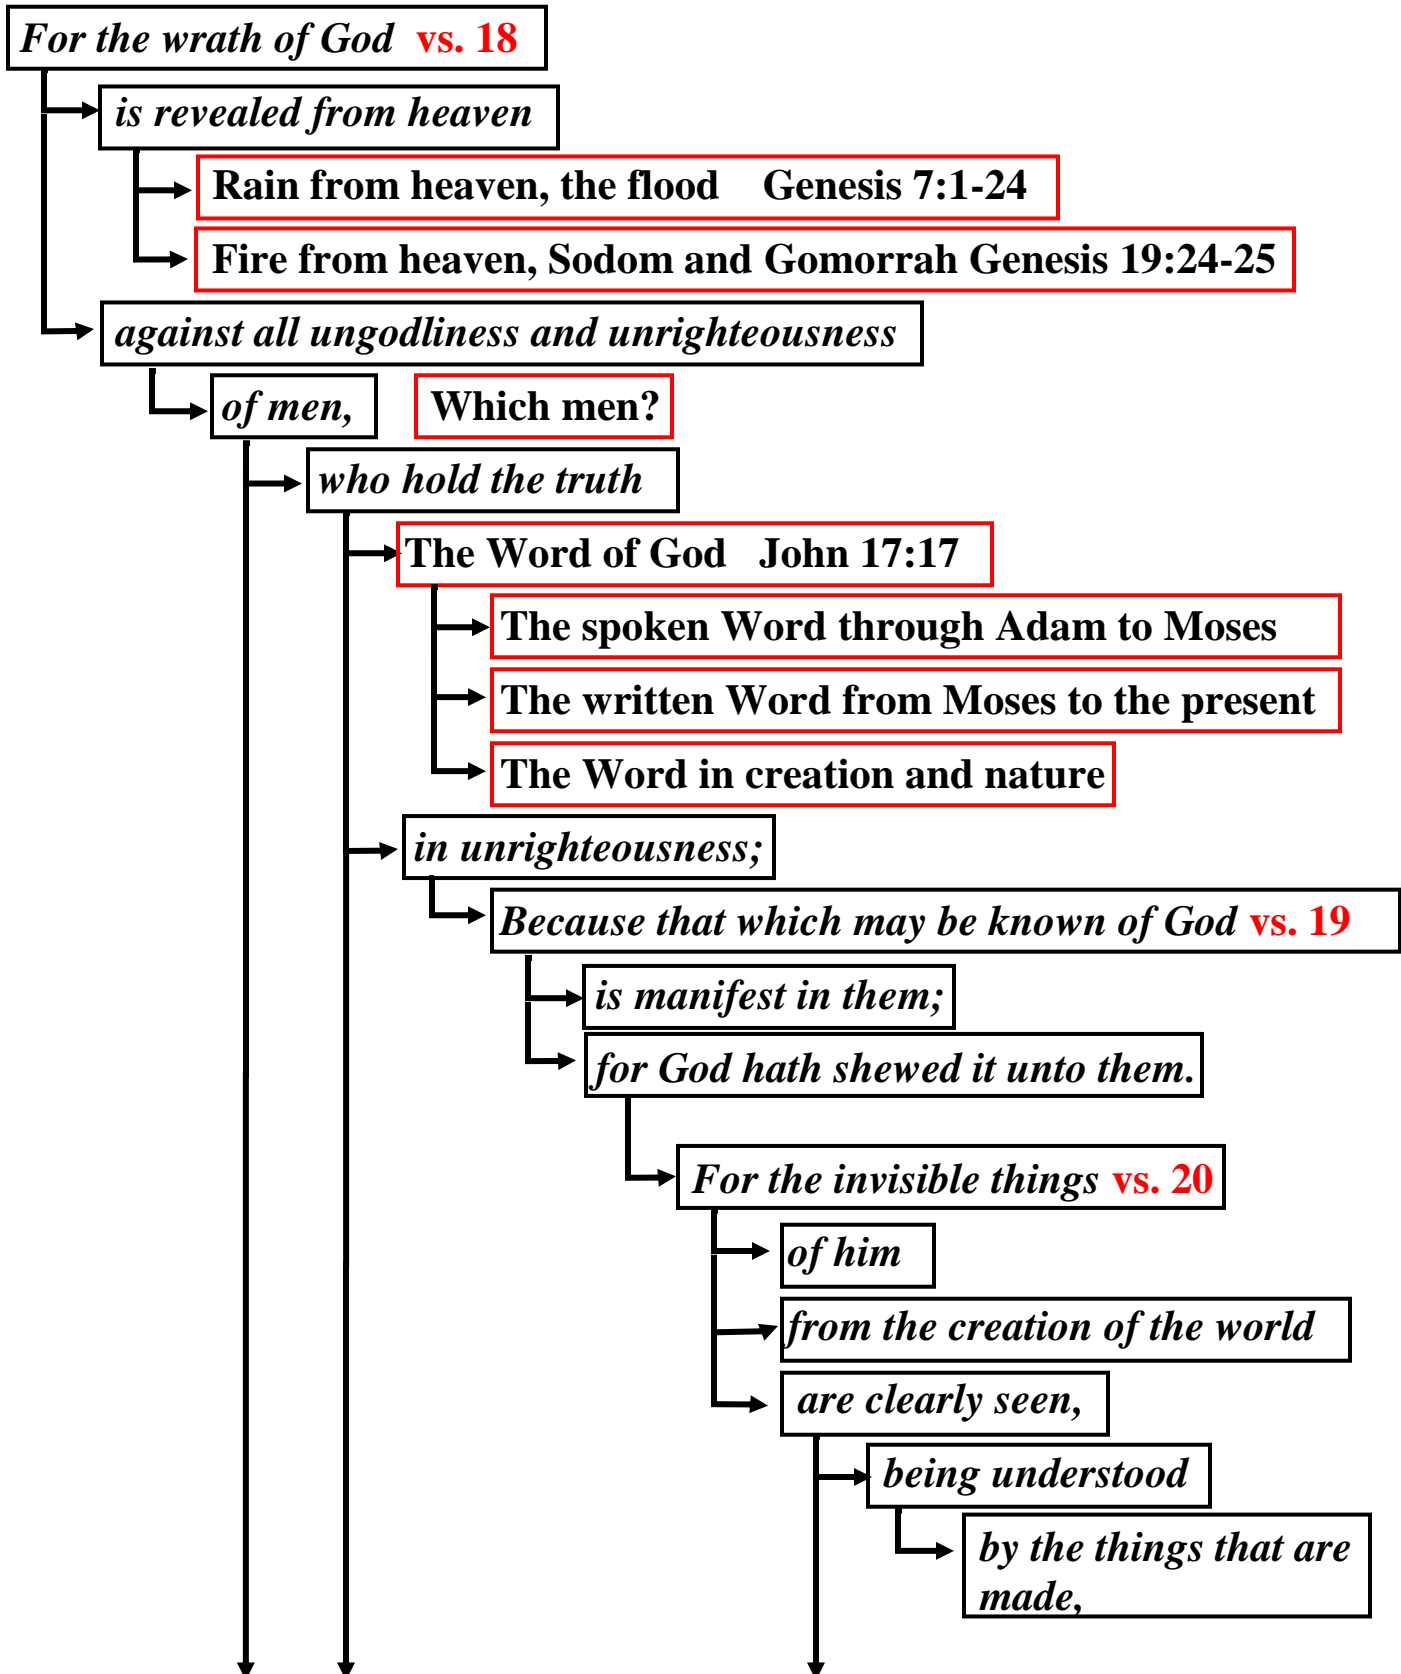 For the wrath of God vs. 18
is revealed from heaven
Rain from heaven, the flood Genesis 7:1-24
Fire from heaven, Sodom and Gomorrah Genesis 19:24-25
against all ungodliness and unrighteousness
of men, Which men?
who hold the truth
The Word of God John 17:17
The spoken Word through Adam to Moses
The written Word from Moses to the present
The Word in creation and nature
in unrighteousness;
Because that which may be known of God vs. 19
is manifest in them;
for God hath shewed it unto them.
For the invisible things vs. 20
of him
from the creation of the world
are clearly seen,
being understood
by the things that are
made,